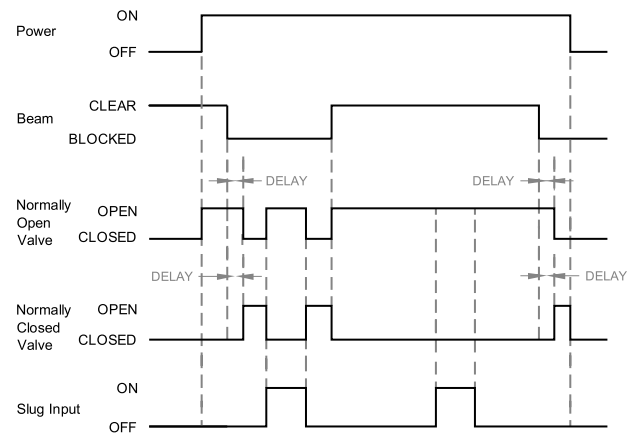 Power
ON
OFF
Beam
CLEAR
BLOCKED
DELAY
DELAY
Normally
Open
Valve
OPEN
CLOSED
DELAY
DELAY
Normally
Closed
Valve
OPEN
CLOSED
Slug Input
ON
OFF